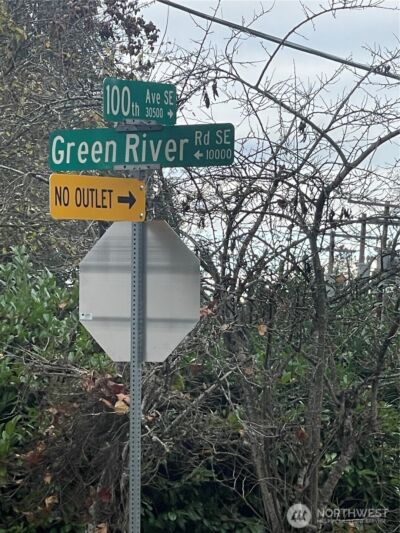 100th Ave SE
30500 →
Green River Rd SE
← 10000
NO OUTLET →
NORTHWEST